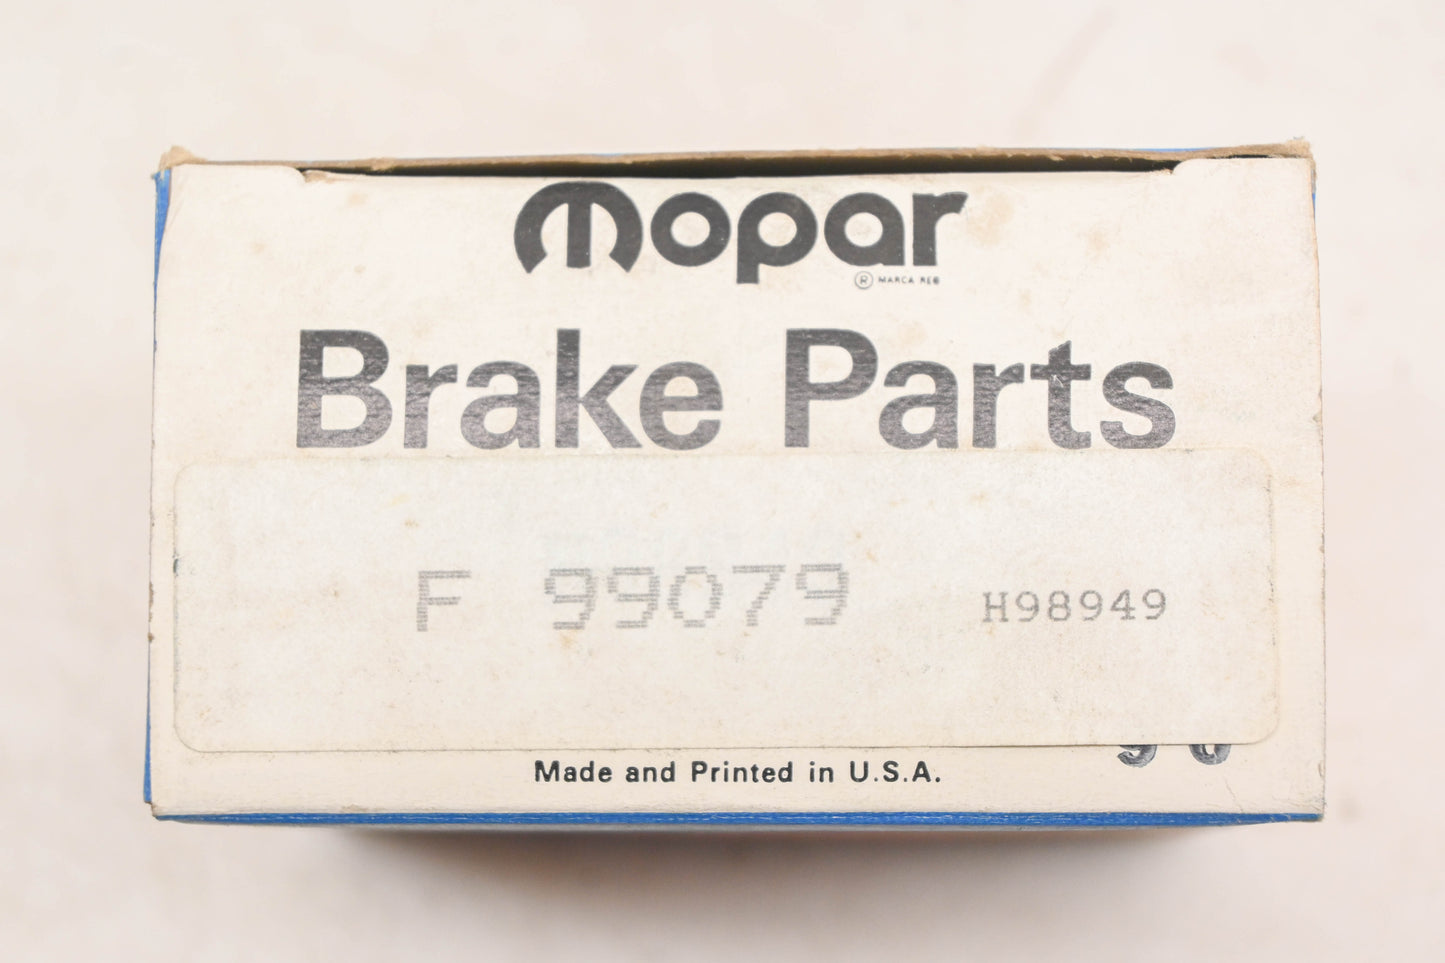 mopar
® MARCA REG
Brake Parts
F 99079 H98949
Made and Printed in U.S.A.